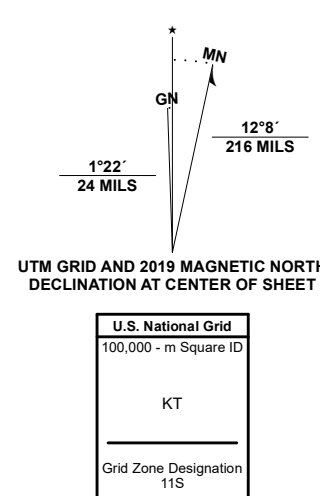 ★
MN
GN
12°8´
216 MILS
1°22´
24 MILS
UTM GRID AND 2019 MAGNETIC NORTH
DECLINATION AT CENTER OF SHEET
U.S. National Grid
100,000 - m Square ID
KT
Grid Zone Designation
11S